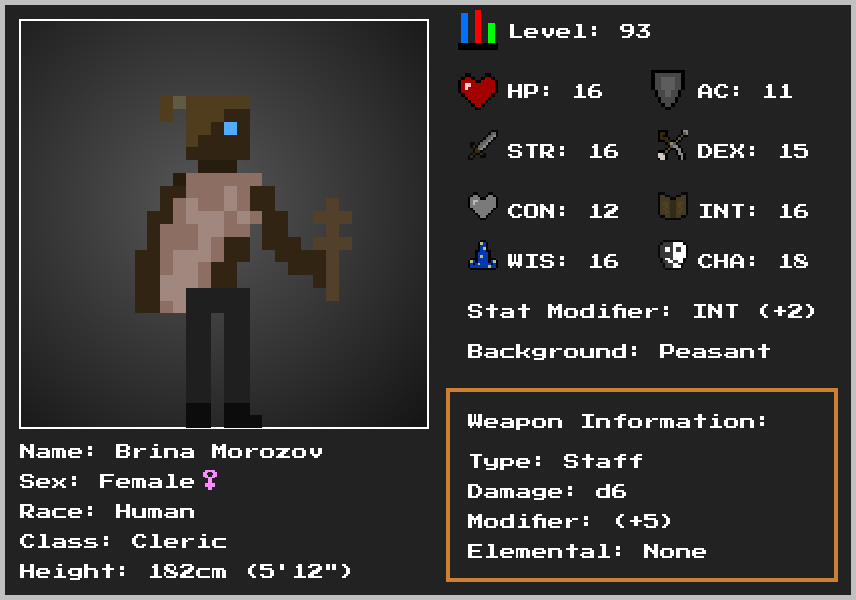 Level: 93
HP: 16
AC: 11
STR: 16
DEX: 15
CON: 12
INT: 16
WIS: 16
CHA: 18
Stat Modifier: INT (+2)
Background: Peasant
Weapon Information:
Type: Staff
Damage: d6
Modifier: (+5)
Elemental: None
Name: Brina Morozov
Sex: Female♀
Race: Human
Class: Cleric
Height: 182cm (5'12")